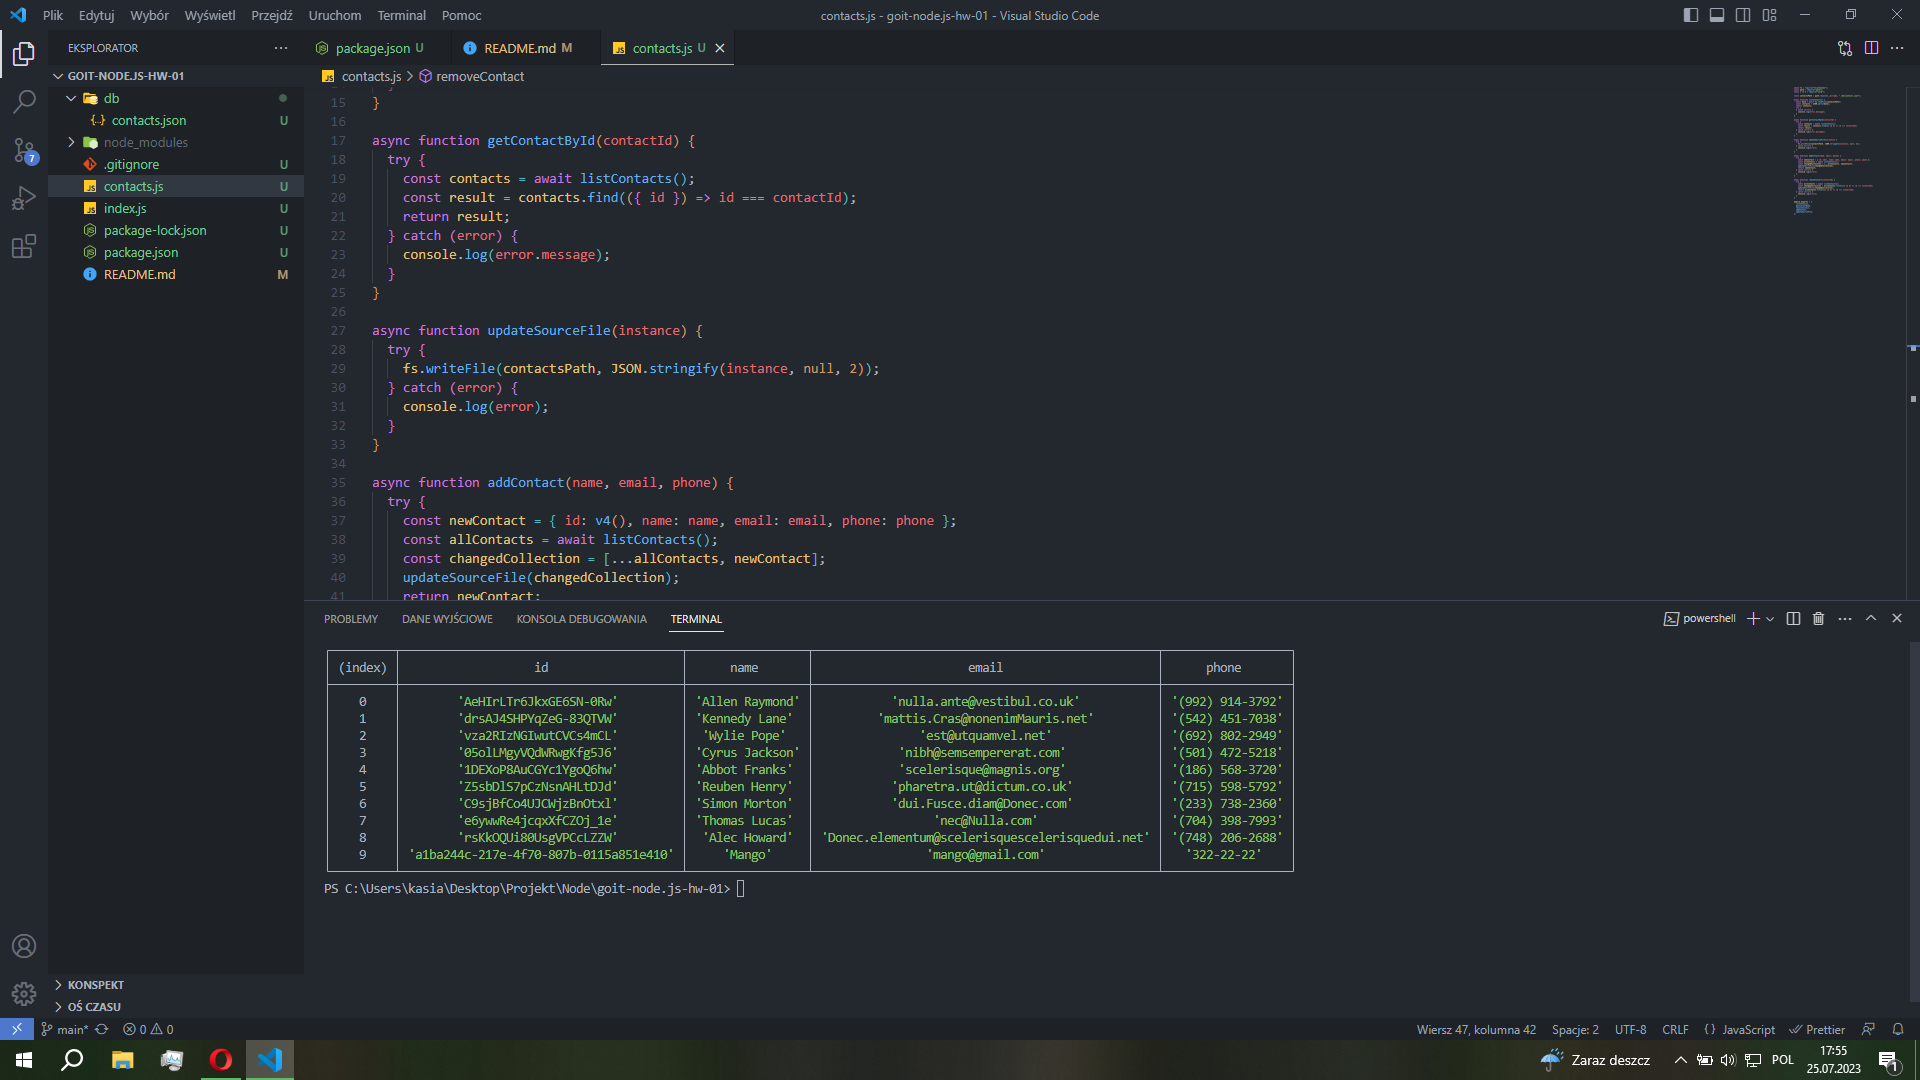 Plik Edytuj Wybór Wyświetl Przejdź Uruchom Terminal Pomoc
contacts.js - goit-node.js-hw-01 - Visual Studio Code
EKSPLORATOR
package.json U
README.md M
contacts.js U
GOIT-NODE.JS-HW-01
contacts.js > removeContact
db
contacts.json U
node_modules
.gitignore U
contacts.js U
index.js U
package-lock.json U
package.json U
README.md M
7
15 }
16
17 async function getContactById(contactId) {
18 try {
19 const contacts = await listContacts();
20 const result = contacts.find(({ id }) => id === contactId);
21 return result;
22 } catch (error) {
23 console.log(error.message);
24 }
25 }
26
27 async function updateSourceFile(instance) {
28 try {
29 fs.writeFile(contactsPath, JSON.stringify(instance, null, 2));
30 } catch (error) {
31 console.log(error);
32 }
33 }
34
35 async function addContact(name, email, phone) {
36 try {
37 const newContact = { id: v4(), name: name, email: email, phone: phone };
38 const allContacts = await listContacts();
39 const changedCollection = [...allContacts, newContact];
40 updateSourceFile(changedCollection);
41 return newContact;
PROBLEMY DANE WYJŚCIOWE KONSOLA DEBUGOWANIA TERMINAL
powershell
(index) id name email phone
0 'AeHIrLTr6JkxGE6SN-0Rw' 'Allen Raymond' 'nulla.ante@vestibul.co.uk' '(992) 914-3792'
1 'drsAJ4SHPYqZeG-83QTVW' 'Kennedy Lane' 'mattis.Cras@nonenimMauris.net' '(542) 451-7038'
2 'vza2RIzNGIwutCVCs4mCL' 'Wylie Pope' 'est@utquamvel.net' '(692) 802-2949'
3 '05olLMgyVQdWRwgKfg5J6' 'Cyrus Jackson' 'nibh@semsempererat.com' '(501) 472-5218'
4 '1DEXoP8AuCGYc1YgoQ6hw' 'Abbot Franks' 'scelerisque@magnis.org' '(186) 568-3720'
5 'Z5sbDlS7pCzNsnAHLtDJd' 'Reuben Henry' 'pharetra.ut@dictum.co.uk' '(715) 598-5792'
6 'C9sjBfCo4UJCWjzBnOtxl' 'Simon Morton' 'dui.Fusce.diam@Donec.com' '(233) 738-2360'
7 'e6ywwRe4jcqxXfCZOj_1e' 'Thomas Lucas' 'nec@Nulla.com' '(704) 398-7993'
8 'rsKkOQUi80UsgVPCcLZZW' 'Alec Howard' 'Donec.elementum@scelerisquescelerisquedui.net' '(748) 206-2688'
9 'a1ba244c-217e-4f70-807b-0115a851e410' 'Mango' 'mango@gmail.com' '322-22-22'
PS C:\Users\kasia\Desktop\Projekt\Node\goit-node.js-hw-01>
KONSPEKT
OŚ CZASU
main* 0 0
Wiersz 47, kolumna 42 Spacje: 2 UTF-8 CRLF {} JavaScript Prettier
Zaraz deszcz
POL
17:55
25.07.2023
1